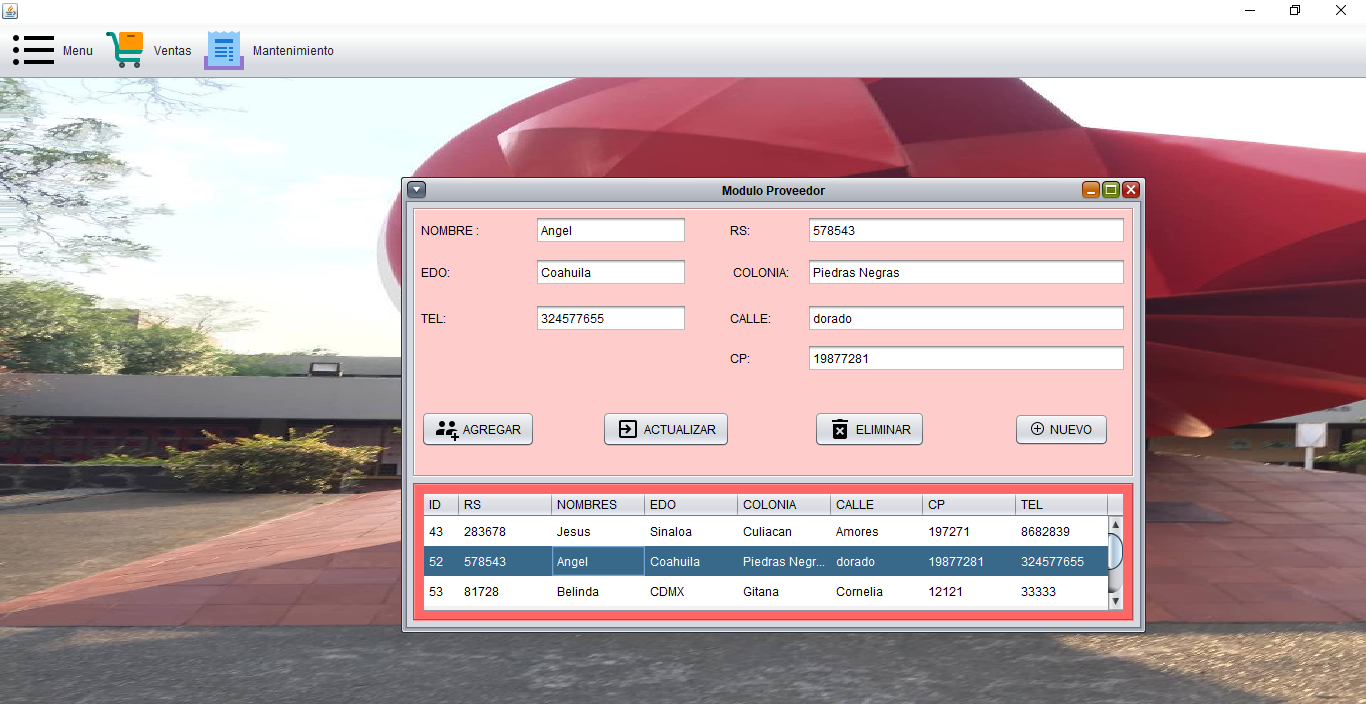 Menu Ventas Mantenimiento
Modulo Proveedor
NOMBRE : Angel RS: 578543
EDO: Coahuila COLONIA: Piedras Negras
TEL: 324577655 CALLE: dorado
CP: 19877281
AGREGAR ACTUALIZAR ELIMINAR NUEVO
ID RS NOMBRES EDO COLONIA CALLE CP TEL
43 283678 Jesus Sinaloa Culiacan Amores 197271 8682839
52 578543 Angel Coahuila Piedras Negr... dorado 19877281 324577655
53 81728 Belinda CDMX Gitana Cornelia 12121 33333